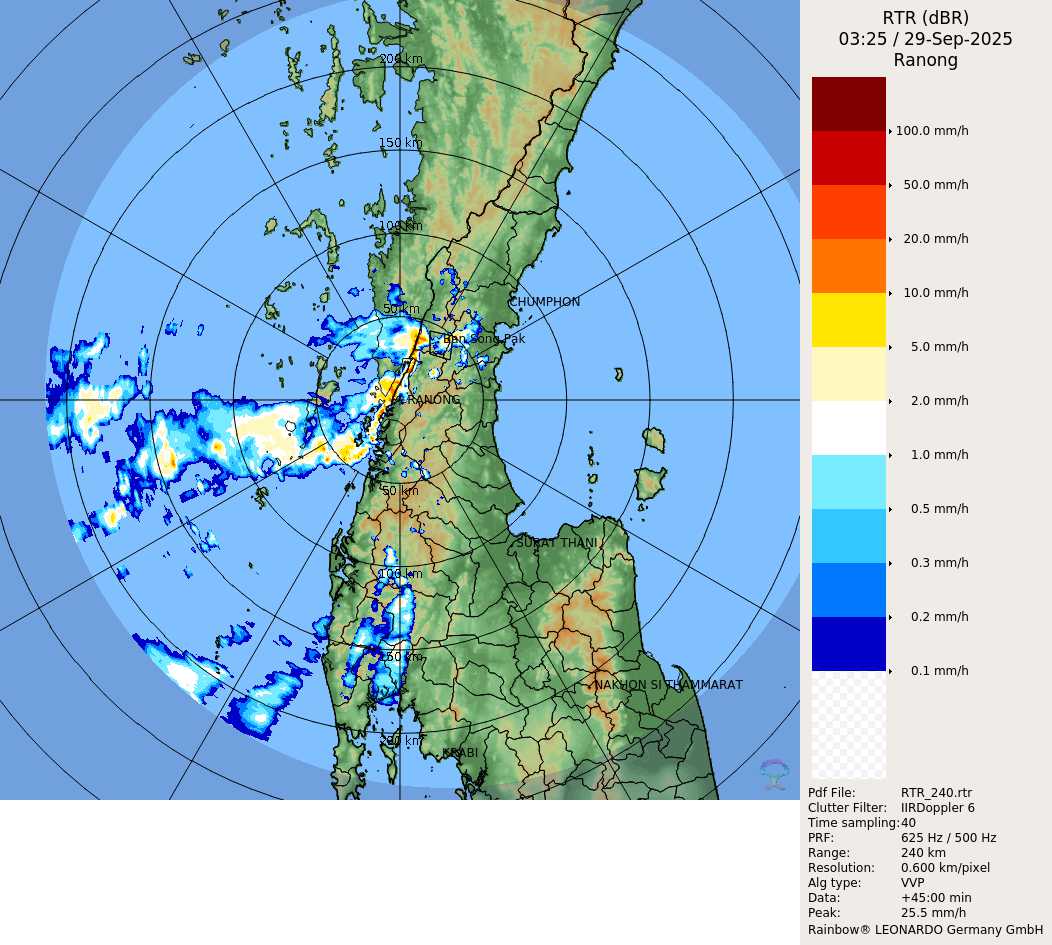 RTR (dBR)
03:25 / 29-Sep-2025
Ranong
200 km
150 km
100 km
50 km
CHUMPHON
Ban Song Pak
RANONG
50 km
SURAT THANI
100 km
150 km
NAKHON SI THAMMARAT
200 km
KRABI
100.0 mm/h
50.0 mm/h
20.0 mm/h
10.0 mm/h
5.0 mm/h
2.0 mm/h
1.0 mm/h
0.5 mm/h
0.3 mm/h
0.2 mm/h
0.1 mm/h
Pdf File: RTR_240.rtr
Clutter Filter: IIRDoppler 6
Time sampling: 40
PRF: 625 Hz / 500 Hz
Range: 240 km
Resolution: 0.600 km/pixel
Alg type: VVP
Data: +45:00 min
Peak: 25.5 mm/h
Rainbow® LEONARDO Germany GmbH